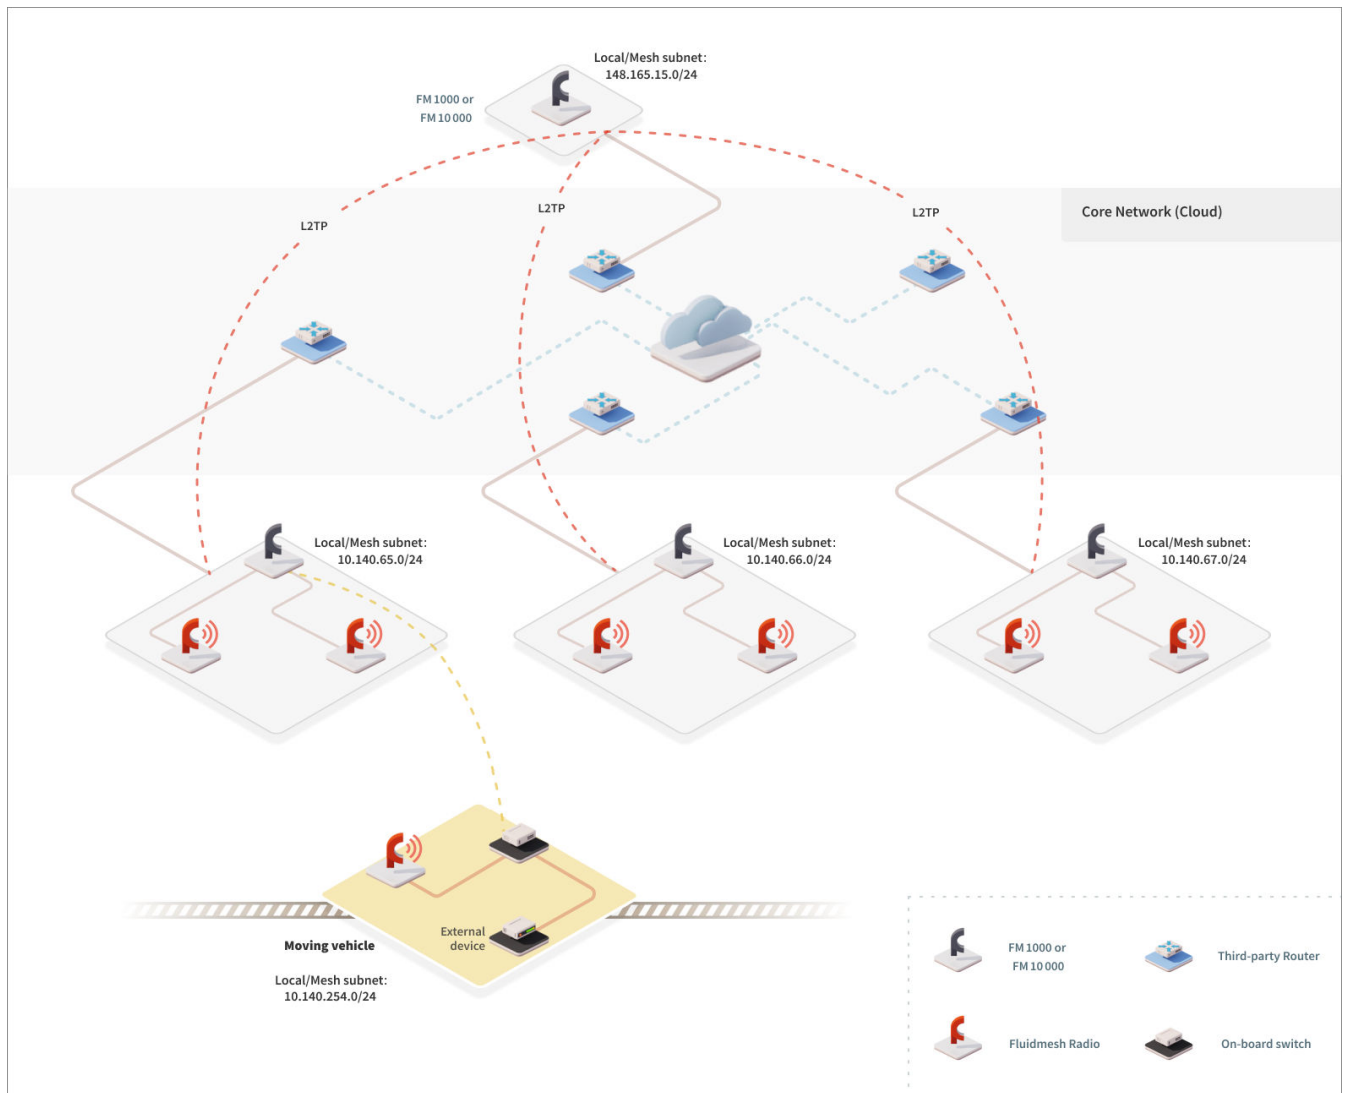 Local/Mesh subnet:
148.165.15.0/24
FM 1000 or
FM 10 000
L2TP
L2TP
L2TP
Core Network (Cloud)
Local/Mesh subnet:
10.140.65.0/24
Local/Mesh subnet:
10.140.66.0/24
Local/Mesh subnet:
10.140.67.0/24
External
device
Moving vehicle
Local/Mesh subnet:
10.140.254.0/24
FM 1000 or
FM 10 000
Third-party Router
Fluidmesh Radio
On-board switch